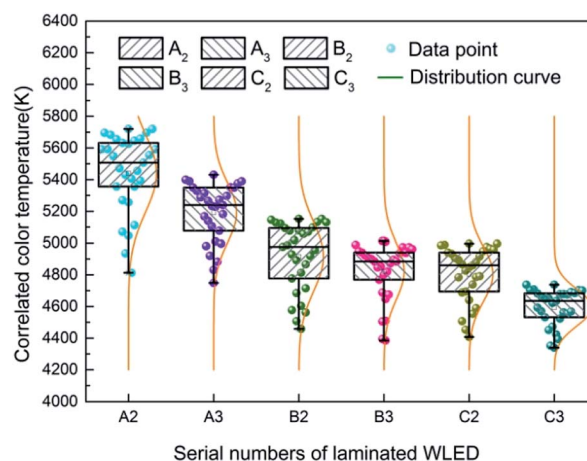 6400
6200
6000
5800
5600
5400
5200
5000
4800
4600
4400
4200
4000
Correlated color temperature(K)
A₂ A₃ B₂
B₃ C₂ C₃
Data point
Distribution curve
A2 A3 B2 B3 C2 C3
Serial numbers of laminated WLED